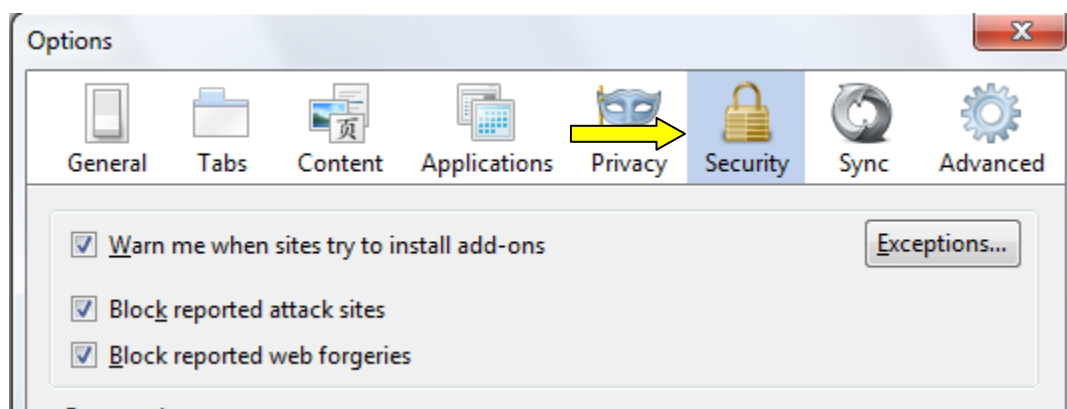 Options
General Tabs Content Applications Privacy Security Sync Advanced
Warn me when sites try to install add-ons Exceptions...
Block reported attack sites
Block reported web forgeries